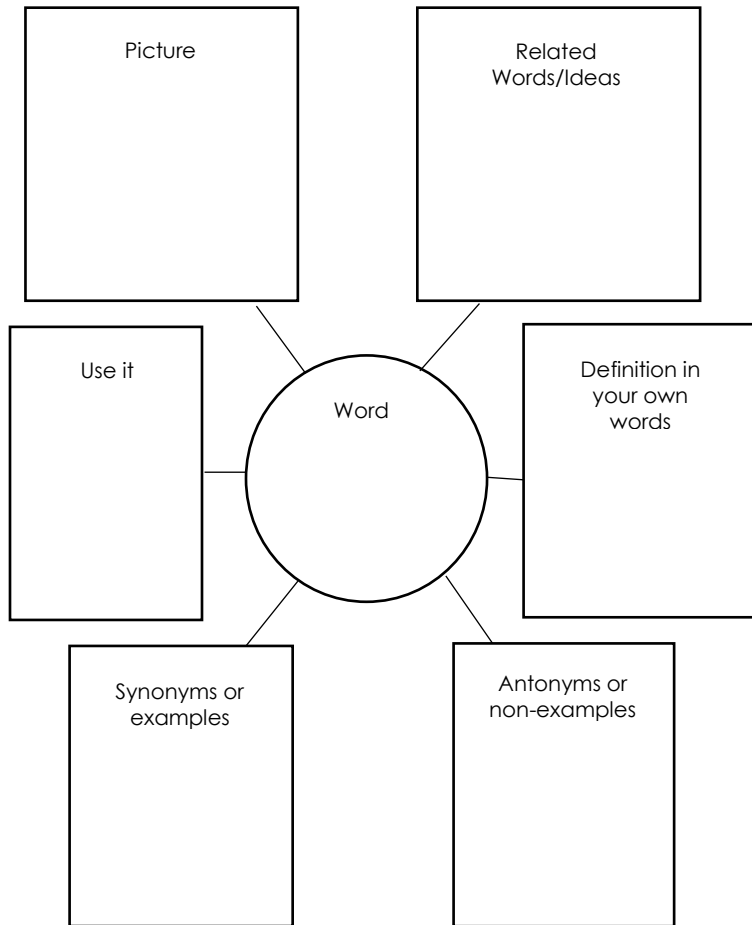 Picture
Related
Words/Ideas
Use it
Word
Definition in
your own
words
Synonyms or
examples
Antonyms or
non-examples